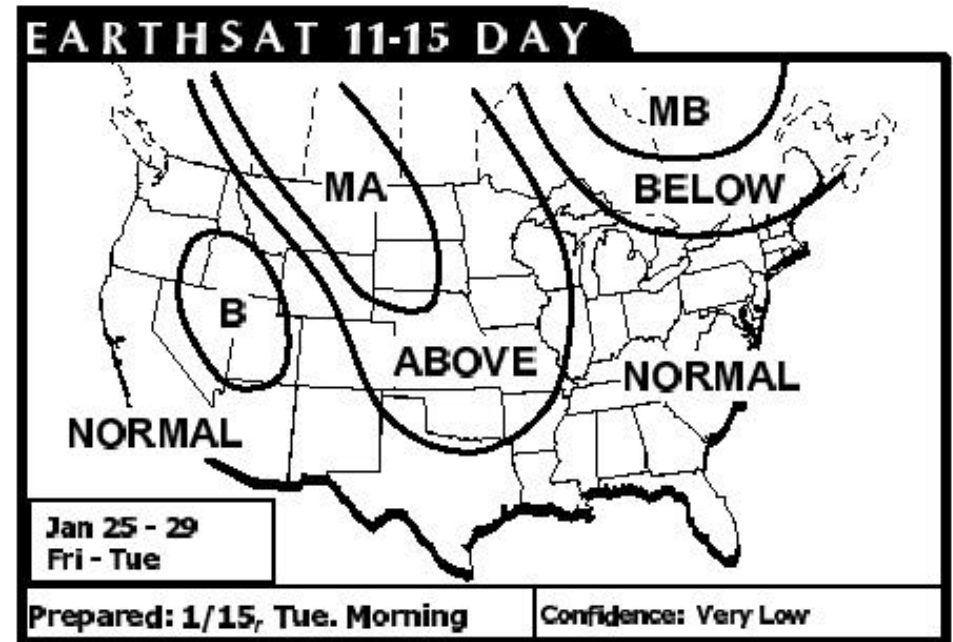 EARTHSAT 11-15 DAY
MB
MA
BELOW
B
ABOVE
NORMAL
NORMAL
Jan 25 - 29
Fri - Tue
Prepared: 1/15, Tue. Morning
Confidence: Very Low